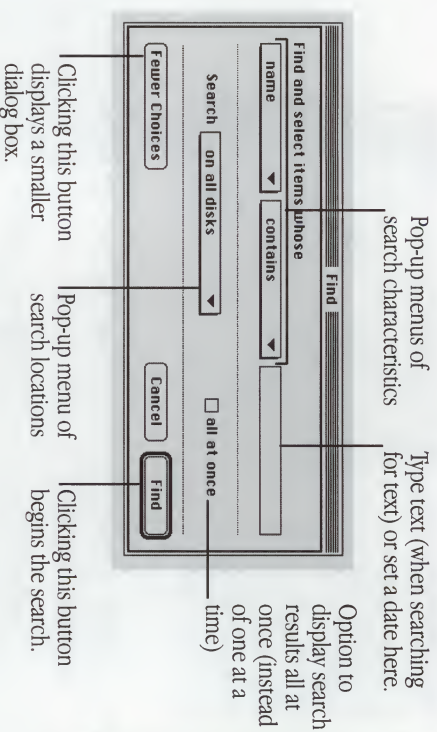 Pop-up menus of
search characteristics
Type text (when searching
for text) or set a date here.
Find
Find and select items whose
name
contains
Search
on all disks
all at once
Fewer Choices
Cancel
Find
Option to
display search
results all at
once (instead
of one at a
time)
Clicking this button
displays a smaller
dialog box.
Pop-up menu of
search locations
Clicking this button
begins the search.